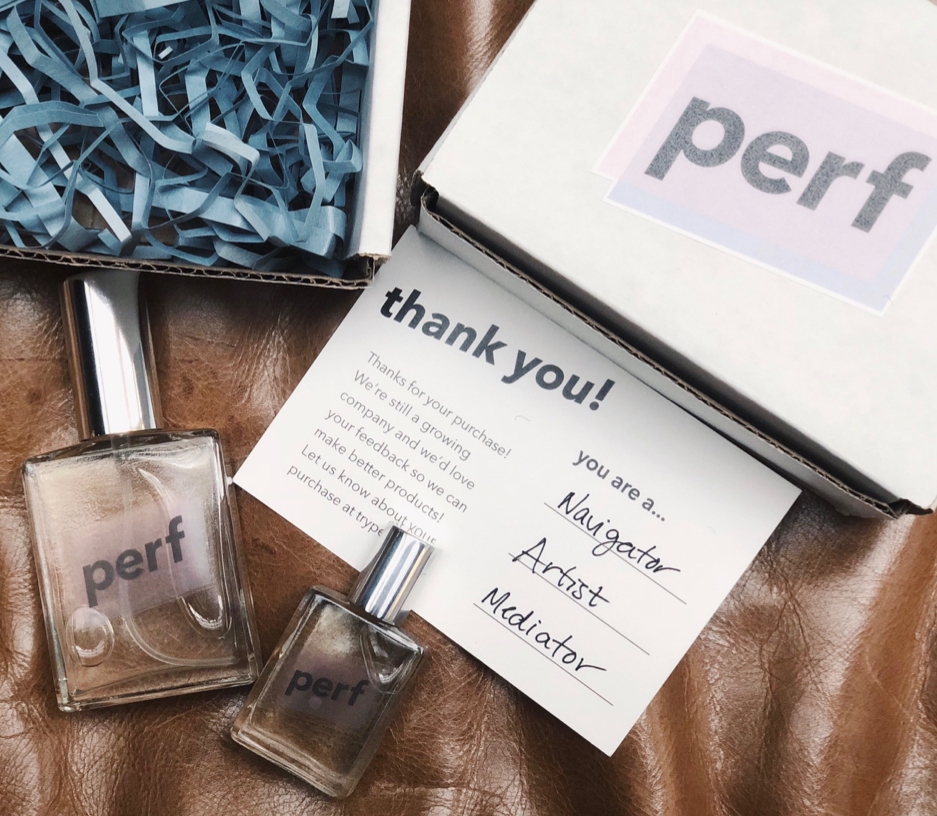 perf
thank you!
Thanks for your purchase!
We're still a growing
company and we'd love
your feedback so we can
make better products!
Let us know about your
purchase at
you are a...
Navigator
Artist
Mediator
perf
perf